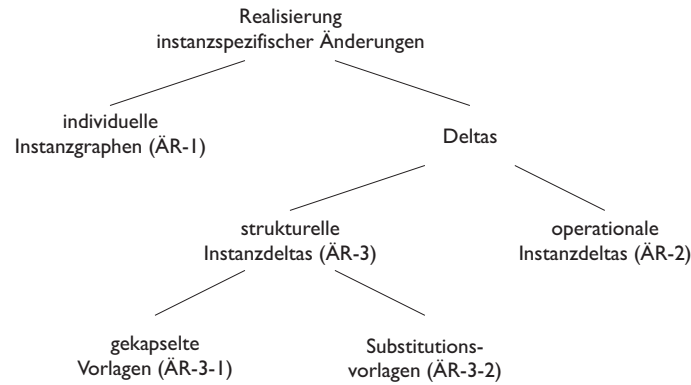 Realisierung
instanzspezifischer Änderungen
individuelle
Instanzgraphen (ÄR-1)
Deltas
strukturelle
Instanzdeltas (ÄR-3)
operationale
Instanzdeltas (ÄR-2)
gekapselte
Vorlagen (ÄR-3-1)
Substitutions-
vorlagen (ÄR-3-2)